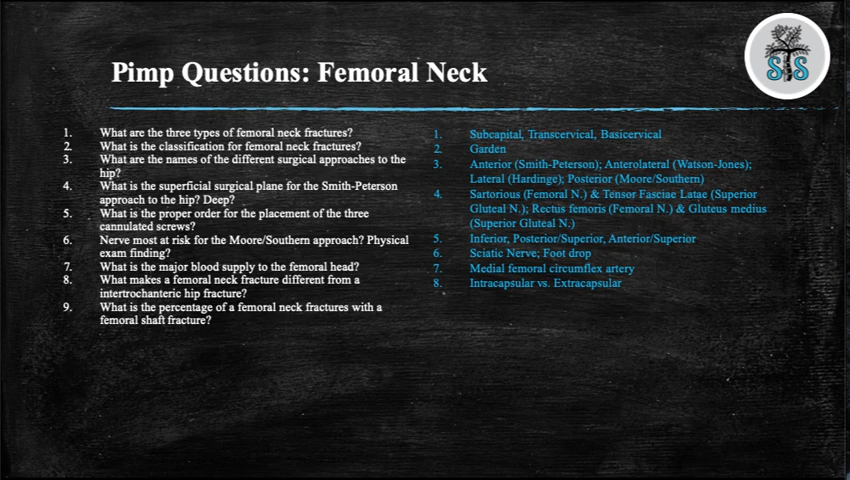 Pimp Questions: Femoral Neck
STS
1. What are the three types of femoral neck fractures?
2. What is the classification for femoral neck fractures?
3. What are the names of the different surgical approaches to the
hip?
4. What is the superficial surgical plane for the Smith-Peterson
approach to the hip? Deep?
5. What is the proper order for the placement of the three
cannulated screws?
6. Nerve most at risk for the Moore/Southern approach? Physical
exam finding?
7. What is the major blood supply to the femoral head?
8. What makes a femoral neck fracture different from a
intertrochanteric hip fracture?
9. What is the percentage of a femoral neck fractures with a
femoral shaft fracture?
1. Subcapital, Transcervical, Basicervical
2. Garden
3. Anterior (Smith-Peterson); Anterolateral (Watson-Jones);
Lateral (Hardinge); Posterior (Moore/Southern)
4. Sartorious (Femoral N.) & Tensor Fasciae Latae (Superior
Gluteal N.); Rectus femoris (Femoral N.) & Gluteus medius
(Superior Gluteal N.)
5. Inferior, Posterior/Superior, Anterior/Superior
6. Sciatic Nerve; Foot drop
7. Medial femoral circumflex artery
8. Intracapsular vs. Extracapsular